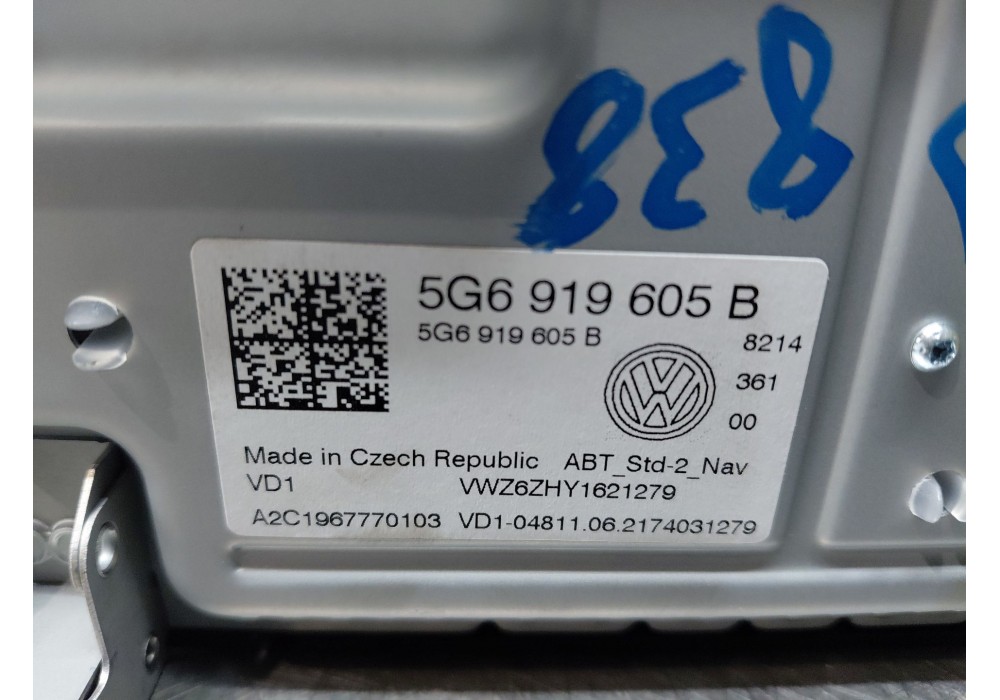 838
5G6 919 605 B
5G6 919 605 B
8214
361
00
Made in Czech Republic ABT_Std-2_Nav
VD1 VWZ6ZHY1621279
A2C1967770103 VD1-04811.06.2174031279